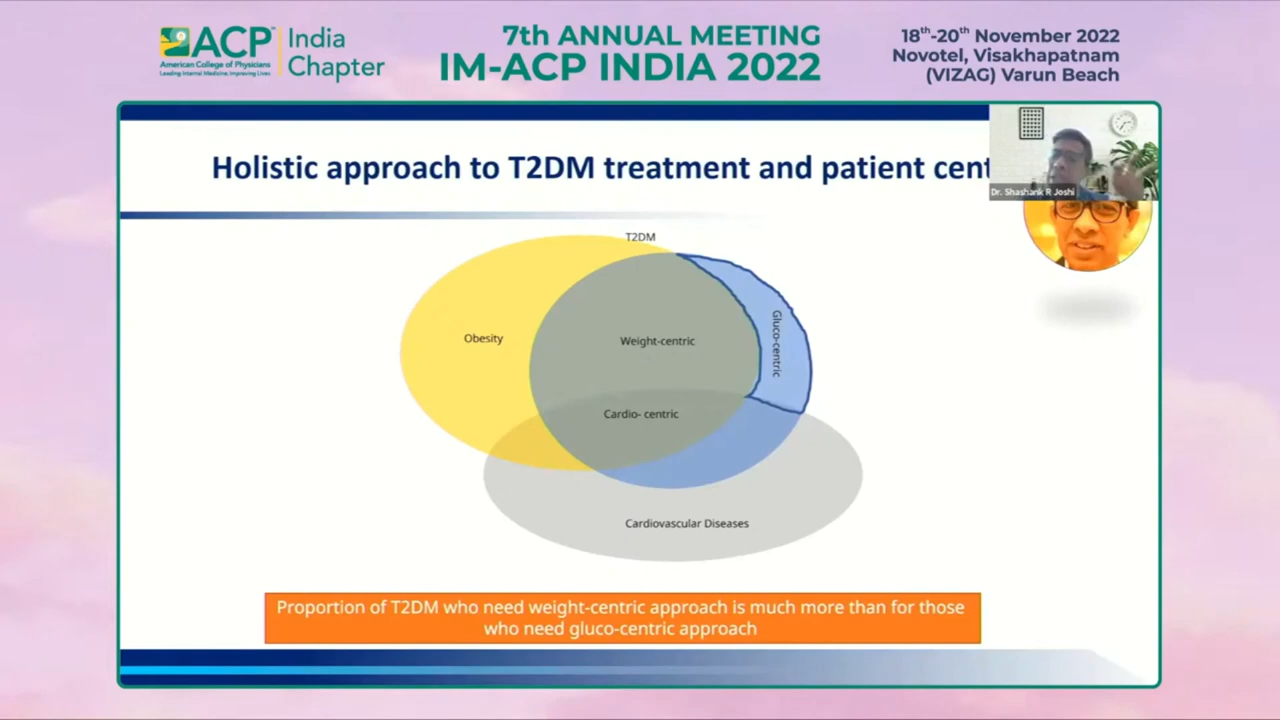 ACP
American College of Physicians
Leading Internal Medicine, Improving Lives
India
Chapter
7th ANNUAL MEETING
IM-ACP INDIA 2022
18th-20th November 2022
Novotel, Visakhapatnam
(VIZAG) Varun Beach
Holistic approach to T2DM treatment and patient cent
Dr. Shashank R Joshi
T2DM
Obesity
Weight-centric
Gluco-centric
Cardio- centric
Cardiovascular Diseases
Proportion of T2DM who need weight-centric approach is much more than for those
who need gluco-centric approach